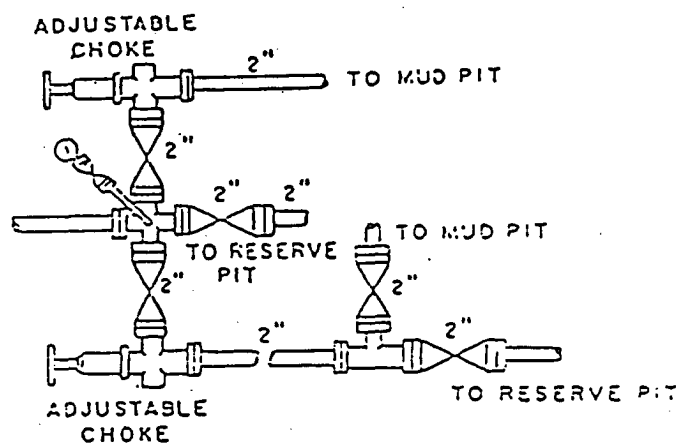 ADJUSTABLE
CHOKE
2"
TO MUD PIT
2"
2"
2"
TO RESERVE
PIT
TO MUD PIT
2"
2"
2"
2"
TO RESERVE PIT
ADJUSTABLE
CHOKE